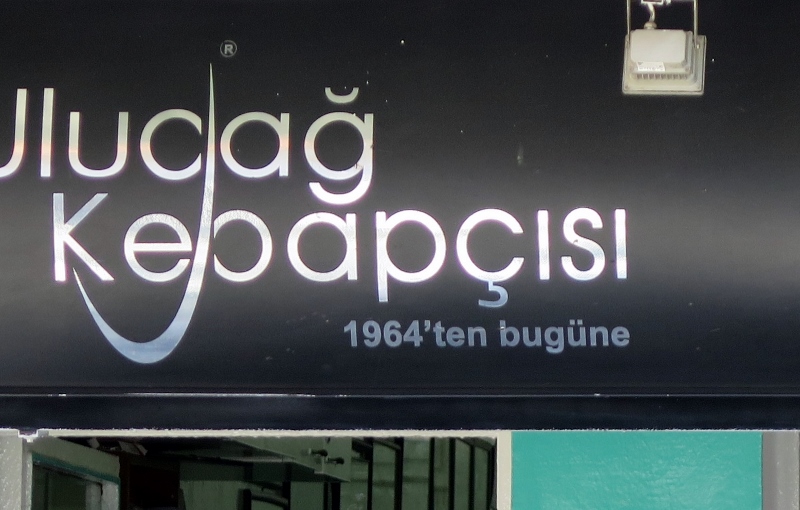 ®
Uludağ
Kebapçısı
1964'ten bugüne